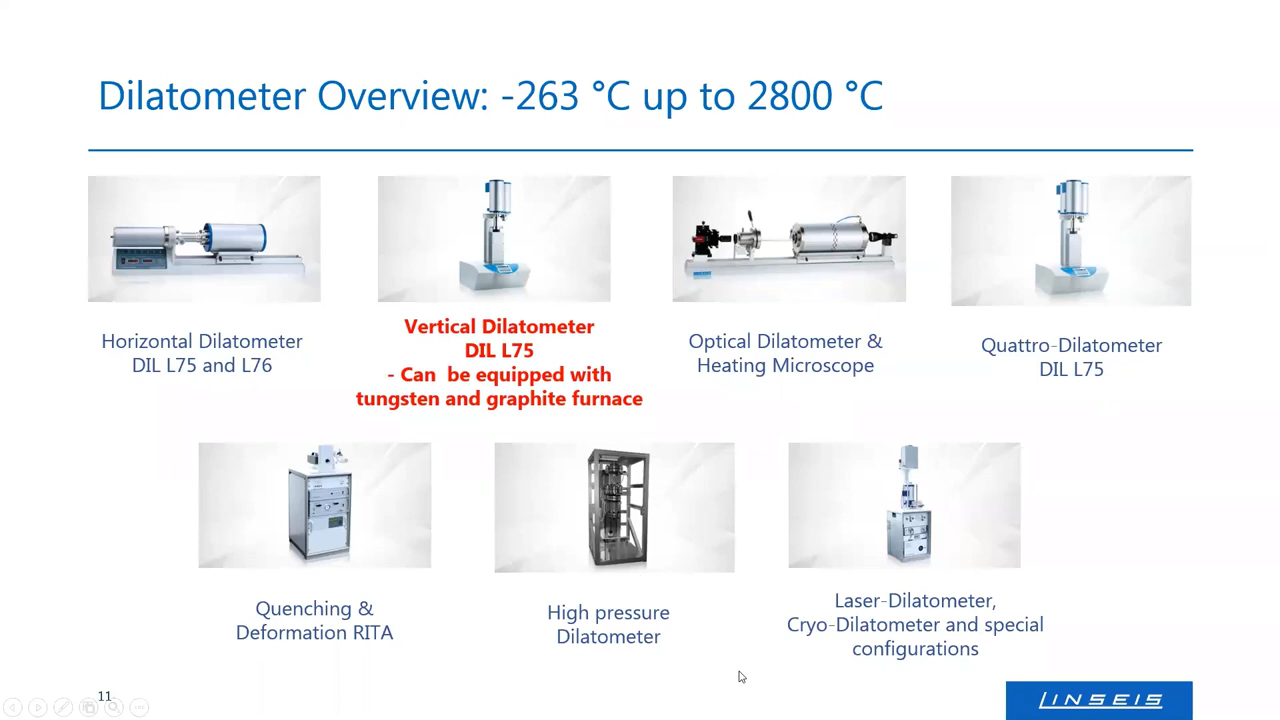 Dilatometer Overview: -263 °C up to 2800 °C
Horizontal Dilatometer
DIL L75 and L76
Vertical Dilatometer
DIL L75
- Can be equipped with
tungsten and graphite furnace
Optical Dilatometer &
Heating Microscope
Quattro-Dilatometer
DIL L75
Quenching &
Deformation RITA
High pressure
Dilatometer
Laser-Dilatometer,
Cryo-Dilatometer and special
configurations
11
LINSEIS